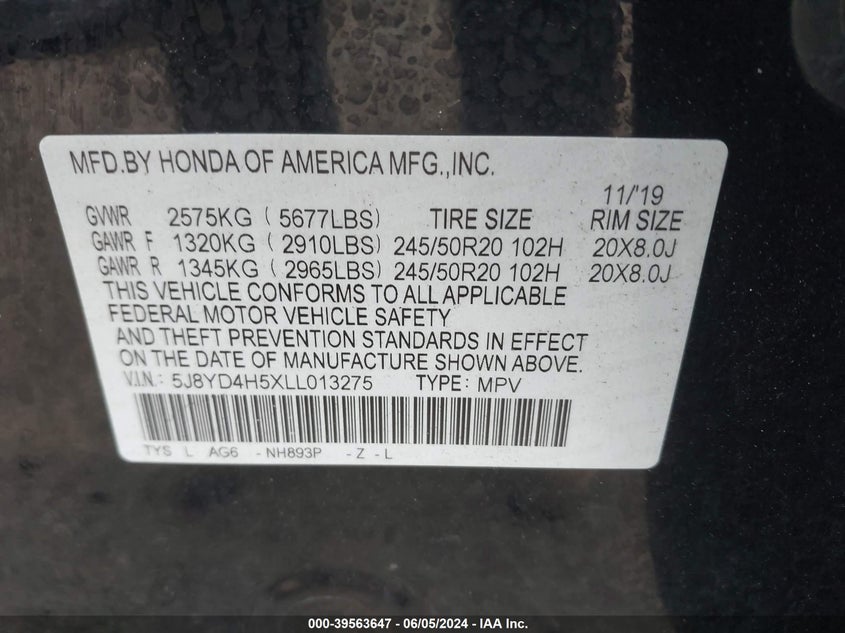 MFD.BY HONDA OF AMERICA MFG.,INC.
11/'19
GVWR 2575KG ( 5677LBS) TIRE SIZE RIM SIZE
GAWR F 1320KG ( 2910LBS) 245/50R20 102H 20X8.0J
GAWR R 1345KG ( 2965LBS) 245/50R20 102H 20X8.0J
THIS VEHICLE CONFORMS TO ALL APPLICABLE
FEDERAL MOTOR VEHICLE SAFETY
AND THEFT PREVENTION STANDARDS IN EFFECT
ON THE DATE OF MANUFACTURE SHOWN ABOVE.
V.I.N: 5J8YD4H5XLL013275 TYPE: MPV
TYS L AG6 -NH893P -Z -L
000-39563647 / 06/05/2024 - IAA Inc.